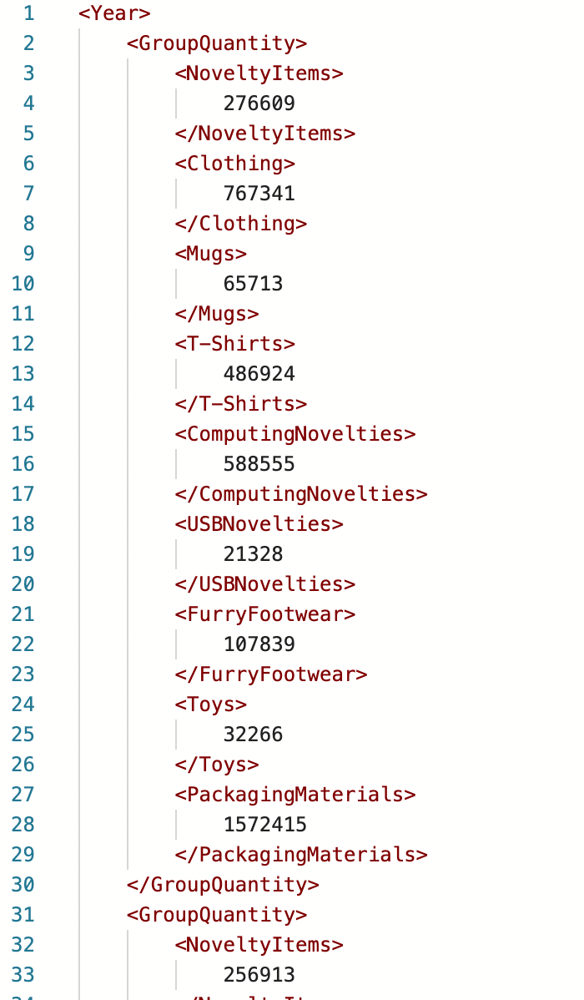 1 <Year>
2 <GroupQuantity>
3 <NoveltyItems>
4 276609
5 </NoveltyItems>
6 <Clothing>
7 767341
8 </Clothing>
9 <Mugs>
10 65713
11 </Mugs>
12 <T-Shirts>
13 486924
14 </T-Shirts>
15 <ComputingNovelties>
16 588555
17 </ComputingNovelties>
18 <USBNovelties>
19 21328
20 </USBNovelties>
21 <FurryFootwear>
22 107839
23 </FurryFootwear>
24 <Toys>
25 32266
26 </Toys>
27 <PackagingMaterials>
28 1572415
29 </PackagingMaterials>
30 </GroupQuantity>
31 <GroupQuantity>
32 <NoveltyItems>
33 256913